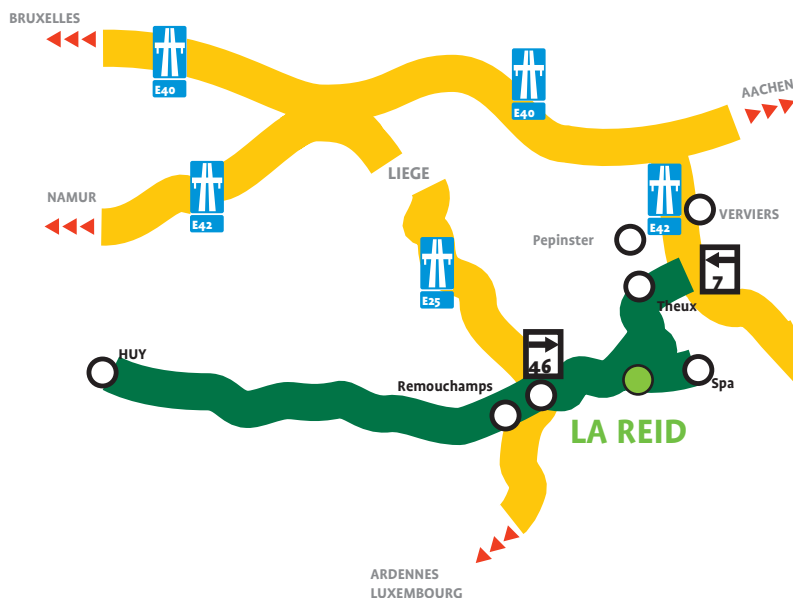 BRUXELLES
E40
E40
AACHEN
LIEGE
NAMUR
E42
E42
VERVIERS
Pepinster
7
E25
Theux
HUY
46
Remouchamps
Spa
LA REID
ARDENNES
LUXEMBOURG